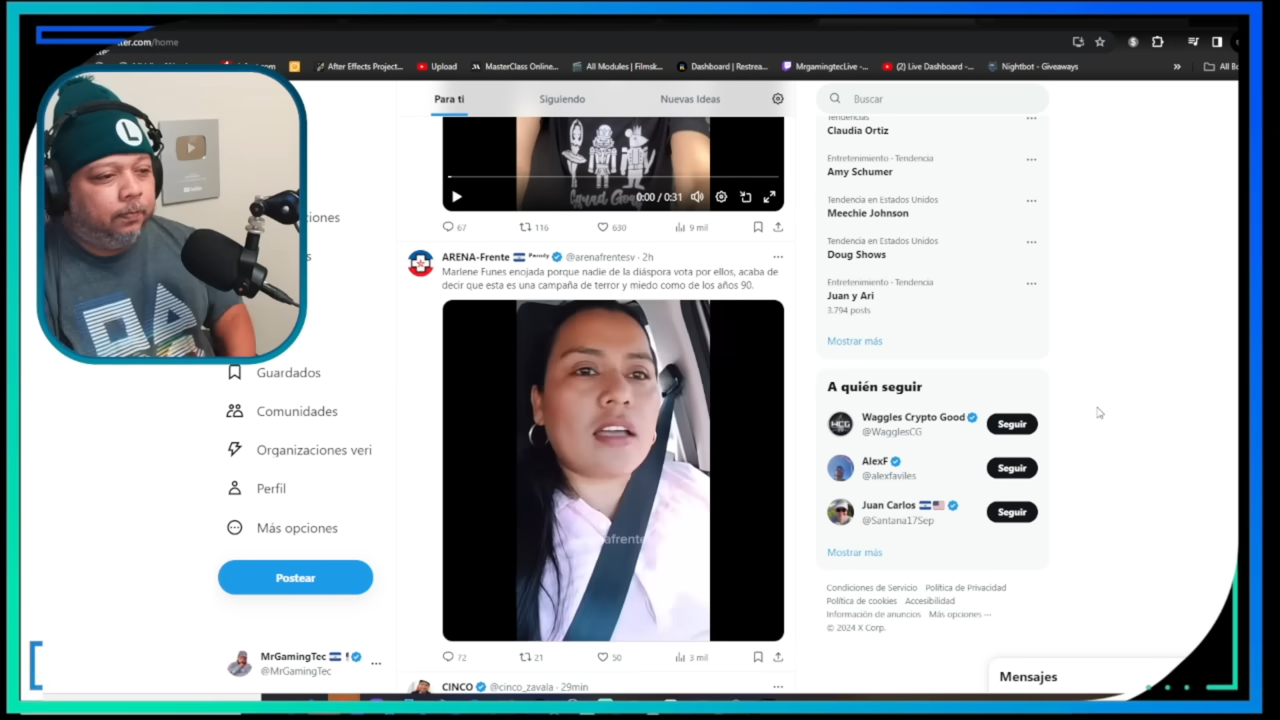 ter.com/home
After Effects Project...
Upload
MasterClass Online...
All Modules | Filmsk...
Dashboard | Restrea...
MrgamingtecLive -...
(2) Live Dashboard -...
Nightbot - Giveaways
»
All Bo
Para ti
Siguiendo
Nuevas Ideas
Buscar
L
YouTube
Squad Go
0:00 / 0:31
67
116
630
9 mil
ARENA-Frente Parody @arenafrentesv · 2h
Marlene Funes enojada porque nadie de la diáspora vota por ellos, acaba de
decir que esta es una campaña de terror y miedo como de los años 90.
afrente
72
21
50
3 mil
CINCO @cinco_zavala · 29min
iones
s
Guardados
Comunidades
Organizaciones veri
Perfil
Más opciones
Postear
MrGamingTec
@MrGamingTec
Tendencias
Claudia Ortiz
Entretenimiento · Tendencia
Amy Schumer
Tendencia en Estados Unidos
Meechie Johnson
Tendencia en Estados Unidos
Doug Shows
Entretenimiento · Tendencia
Juan y Ari
3.794 posts
Mostrar más
A quién seguir
Waggles Crypto Good
@WagglesCG
Seguir
AlexF
@alexfaviles
Seguir
Juan Carlos
@Santana17Sep
Seguir
Mostrar más
Condiciones de Servicio Política de Privacidad
Política de cookies Accesibilidad
Información de anuncios Más opciones ···
© 2024 X Corp.
Mensajes